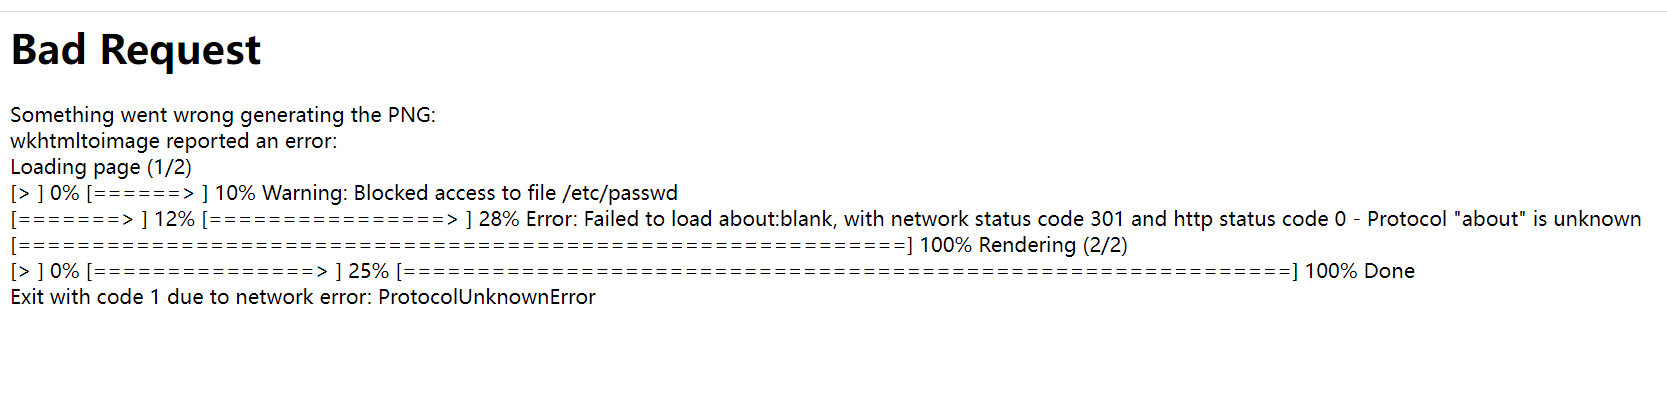 Bad Request
Something went wrong generating the PNG:
wkhtmltoimage reported an error:
Loading page (1/2)
[> ] 0% [======> ] 10% Warning: Blocked access to file /etc/passwd
[=======> ] 12% [================> ] 28% Error: Failed to load about:blank, with network status code 301 and http status code 0 - Protocol "about" is unknown
[============================================================] 100% Rendering (2/2)
[> ] 0% [===============> ] 25% [============================================================] 100% Done
Exit with code 1 due to network error: ProtocolUnknownError